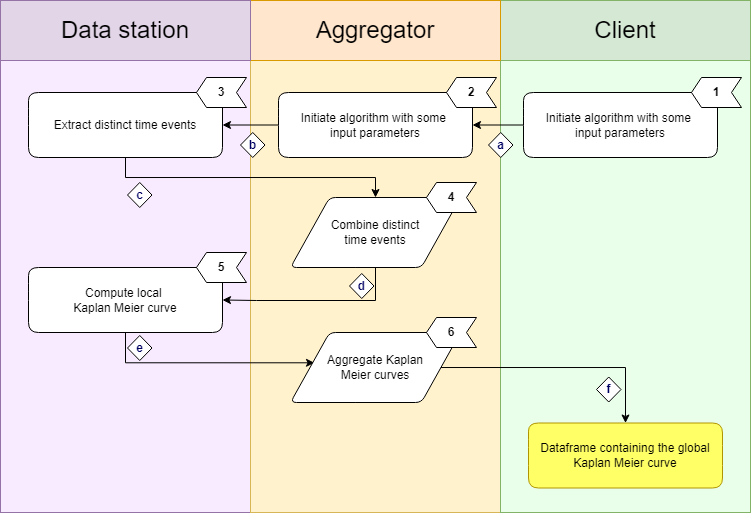 Data station
Aggregator
Client
3
2
1
Extract distinct time events
Initiate algorithm with some
input parameters
Initiate algorithm with some
input parameters
b
a
c
4
Combine distinct
time events
5
d
Compute local
Kaplan Meier curve
6
e
Aggregate Kaplan
Meier curves
f
Dataframe containing the global
Kaplan Meier curve